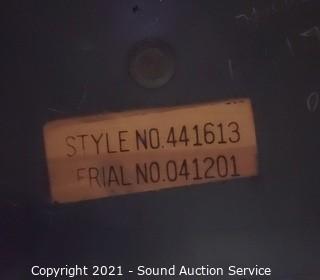 STYLE NO.441613
ERIAL NO.041201
Copyright 2021 - Sound Auction Service